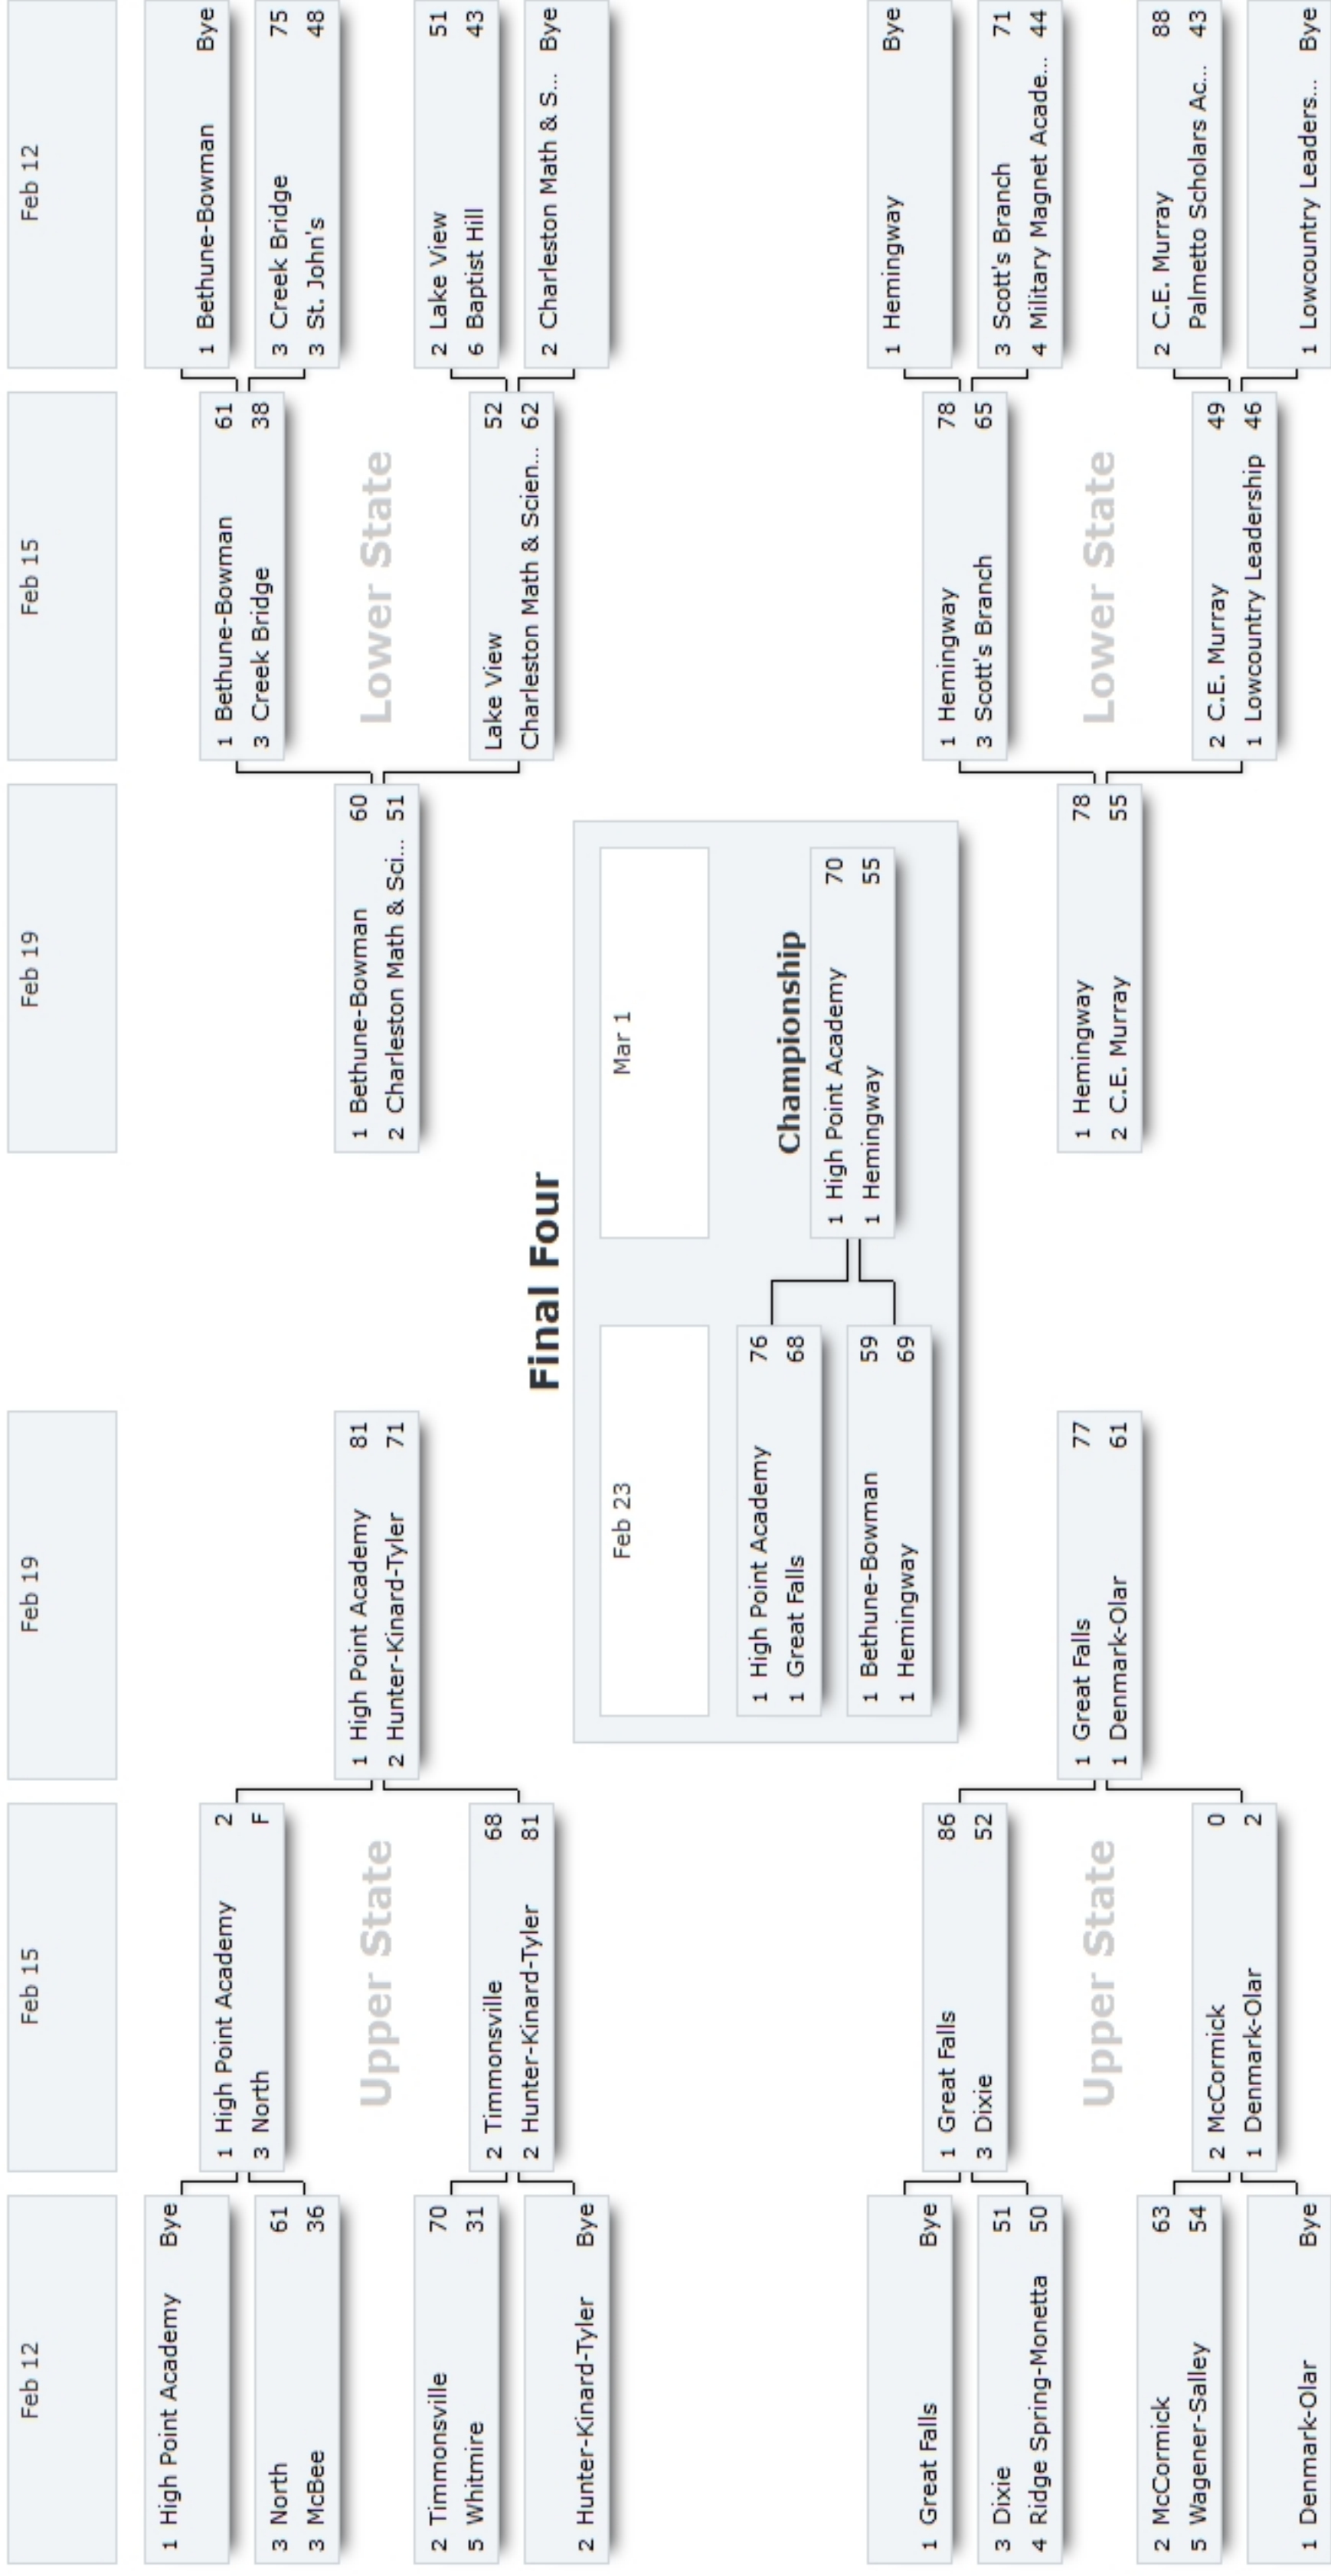 Feb 12
Feb 15
Feb 19
Feb 19
Feb 15
Feb 12
1 High Point Academy Bye
3 North 61
3 McBee 36
2 Timmonsville 70
5 Whitmire 31
2 Hunter-Kinard-Tyler Bye
1 High Point Academy 2
3 North F
Upper State
2 Timmonsville 68
2 Hunter-Kinard-Tyler 81
1 High Point Academy 81
2 Hunter-Kinard-Tyler 71
1 Bethune-Bowman 60
2 Charleston Math & Sci... 51
1 Bethune-Bowman 61
3 Creek Bridge 38
Lower State
Lake View 52
Charleston Math & Scien... 62
1 Bethune-Bowman Bye
3 Creek Bridge 75
3 St. John's 48
2 Lake View 51
6 Baptist Hill 43
2 Charleston Math & S... Bye
Final Four
Feb 23
Mar 1
1 High Point Academy 76
1 Great Falls 68
1 Bethune-Bowman 59
1 Hemingway 69
Championship
1 High Point Academy 70
1 Hemingway 55
1 Great Falls Bye
3 Dixie 51
4 Ridge Spring-Monetta 50
2 McCormick 63
5 Wagener-Salley 54
1 Denmark-Olar Bye
1 Great Falls 86
3 Dixie 52
Upper State
2 McCormick 0
1 Denmark-Olar 2
1 Great Falls 77
1 Denmark-Olar 61
1 Hemingway 78
2 C.E. Murray 55
1 Hemingway 78
3 Scott's Branch 65
Lower State
2 C.E. Murray 49
1 Lowcountry Leadership 46
1 Hemingway Bye
3 Scott's Branch 71
4 Military Magnet Acade... 44
2 C.E. Murray 88
Palmetto Scholars Ac... 43
1 Lowcountry Leaders... Bye